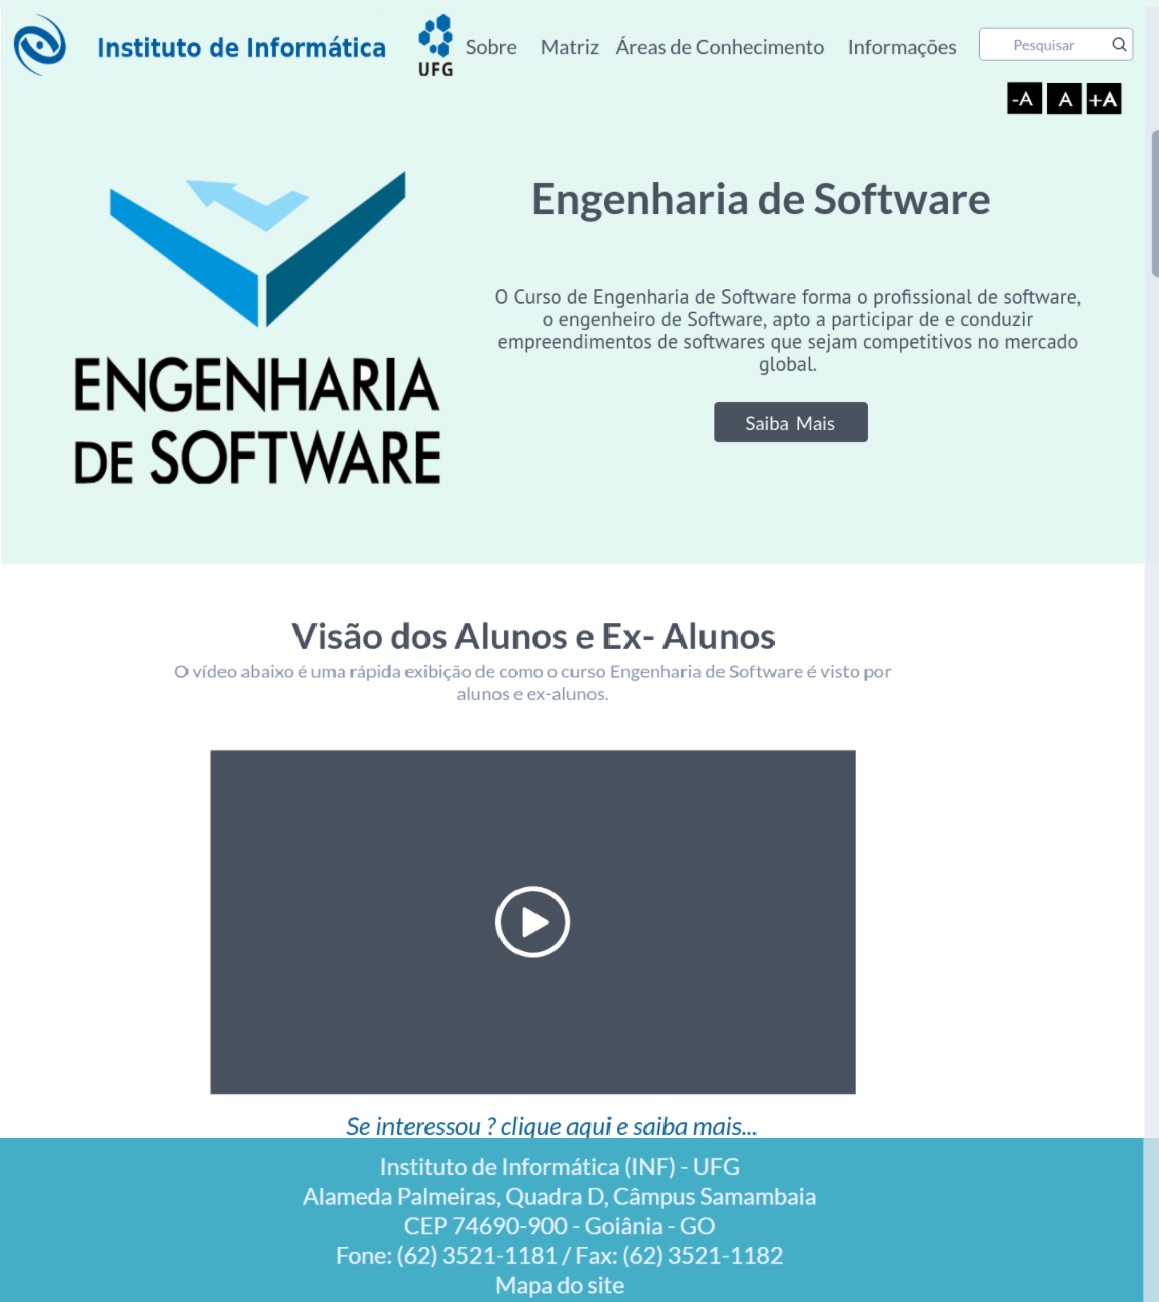 Instituto de Informática
UFG
Sobre Matriz Áreas de Conhecimento Informações
Pesquisar
-A A +A
ENGENHARIA
DE SOFTWARE
Engenharia de Software
O Curso de Engenharia de Software forma o profissional de software,
o engenheiro de Software, apto a participar de e conduzir
empreendimentos de softwares que sejam competitivos no mercado
global.
Saiba Mais
Visão dos Alunos e Ex- Alunos
O vídeo abaixo é uma rápida exibição de como o curso Engenharia de Software é visto por
alunos e ex-alunos.
Se interessou ? clique aqui e saiba mais...
Instituto de Informática (INF) - UFG
Alameda Palmeiras, Quadra D, Câmpus Samambaia
CEP 74690-900 - Goiânia - GO
Fone: (62) 3521-1181 / Fax: (62) 3521-1182
Mapa do site